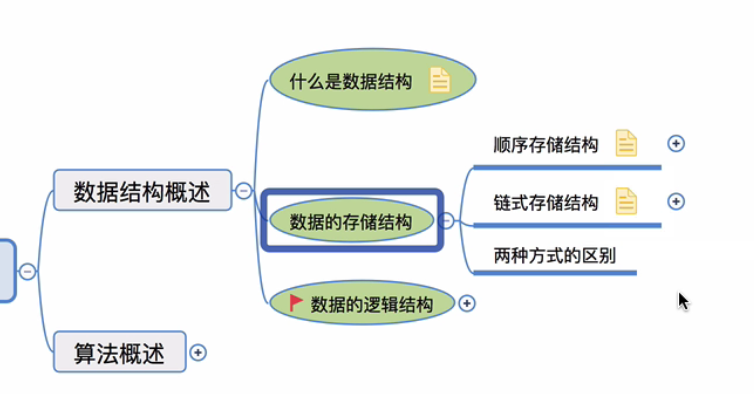 什么是数据结构
顺序存储结构
数据结构概述
链式存储结构
数据的存储结构
两种方式的区别
数据的逻辑结构
算法概述